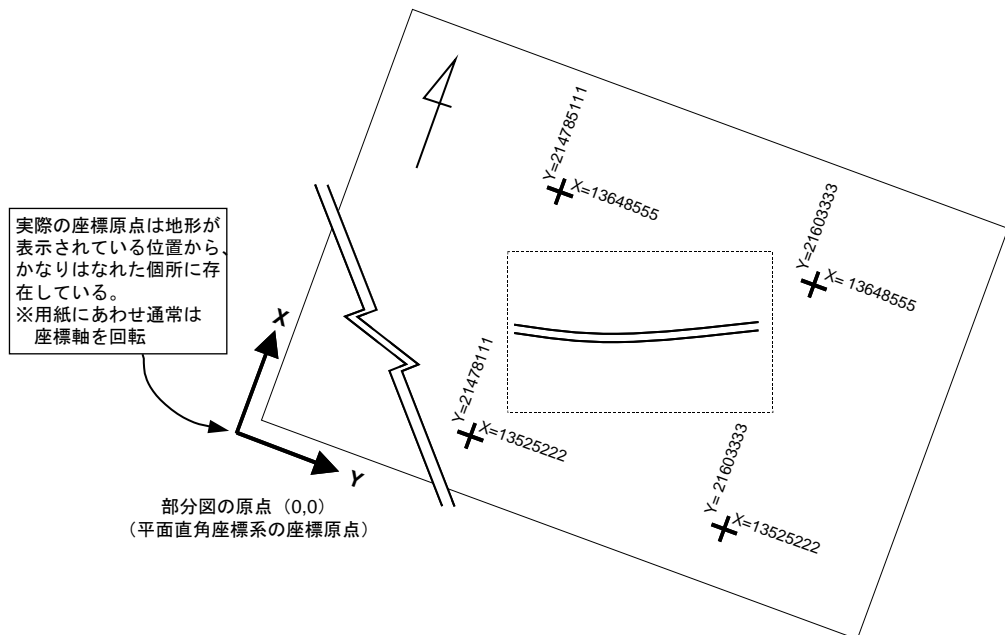 Y=214785111
X=13648555
Y=21603333
X= 13648555
実際の座標原点は地形が
表示されている位置から、
かなりはなれた個所に存
在している。
※用紙にあわせ通常は
座標軸を回転
X
Y
Y=21478111
X=13525222
Y= 21603333
X=13525222
部分図の原点（0,0）
（平面直角座標系の座標原点）